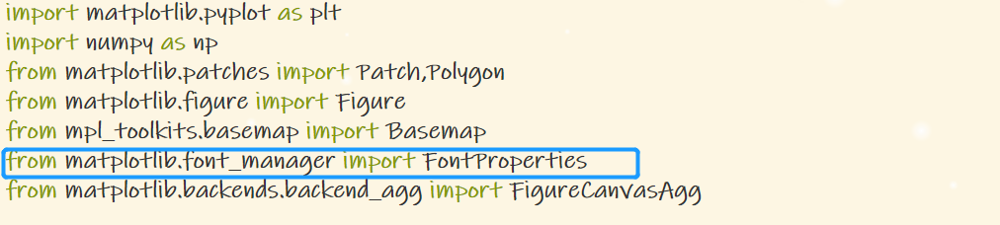 import matplotlib.pyplot as plt
import numpy as np
from matplotlib.patches import Patch,Polygon
from matplotlib.figure import Figure
from mpl_toolkits.basemap import Basemap
from matplotlib.font_manager import FontProperties
from matplotlib.backends.backend_agg import FigureCanvasAgg